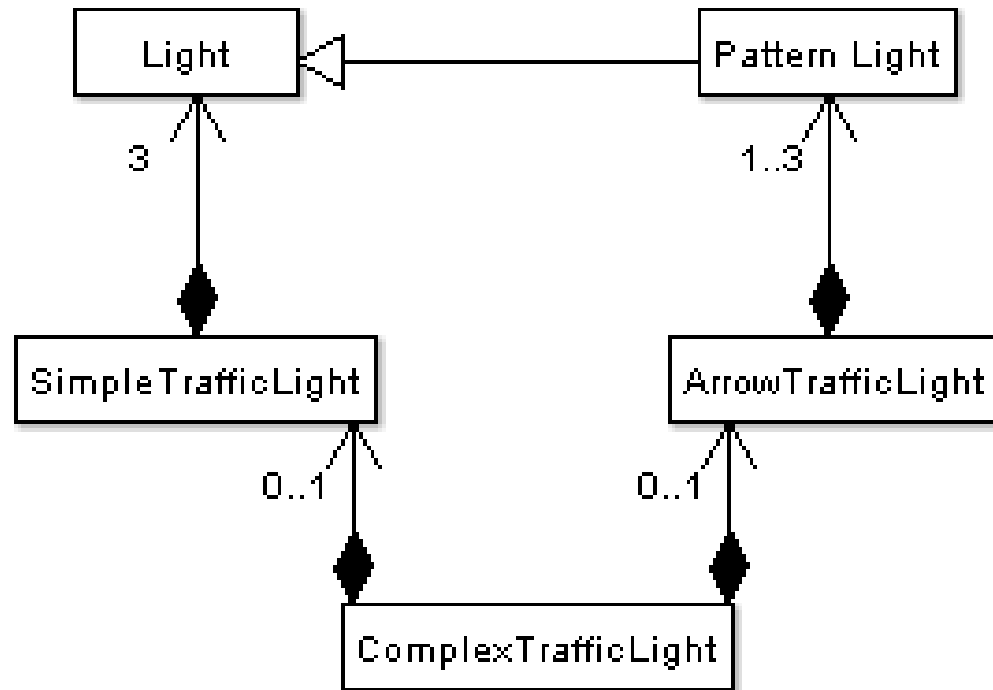 Light
Pattern Light
3
1..3
SimpleTrafficLight
ArrowTrafficLight
0..1
0..1
ComplexTrafficLight